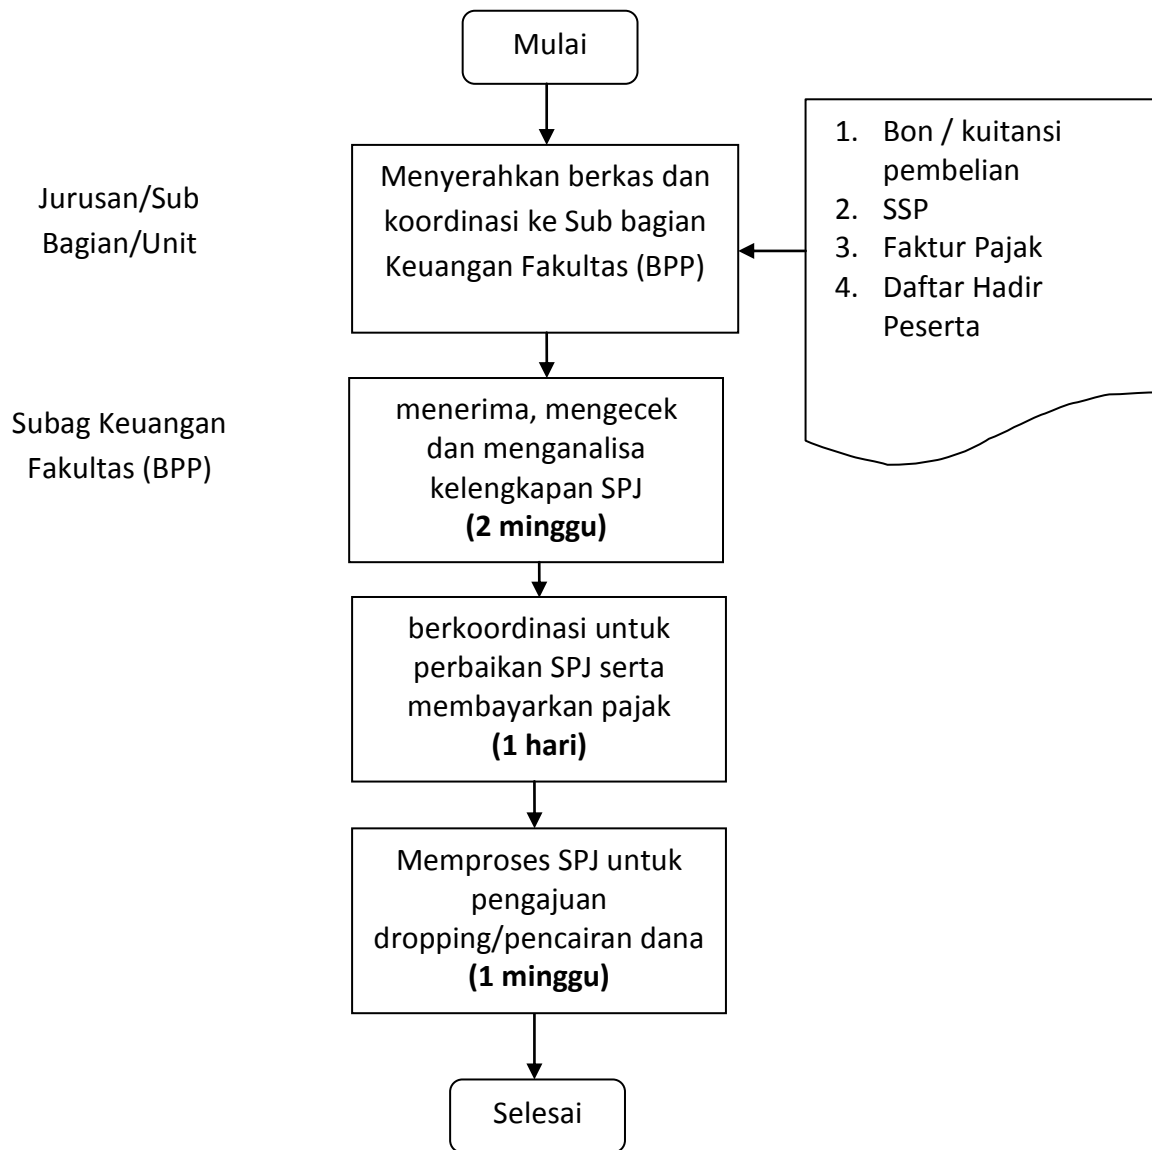 Mulai
Jurusan/Sub
Bagian/Unit
Menyerahkan berkas dan
koordinasi ke Sub bagian
Keuangan Fakultas (BPP)
1. Bon / kuitansi
pembelian
2. SSP
3. Faktur Pajak
4. Daftar Hadir
Peserta
Subag Keuangan
Fakultas (BPP)
menerima, mengecek
dan menganalisa
kelengkapan SPJ
(2 minggu)
berkoordinasi untuk
perbaikan SPJ serta
membayarkan pajak
(1 hari)
Memproses SPJ untuk
pengajuan
dropping/pencairan dana
(1 minggu)
Selesai